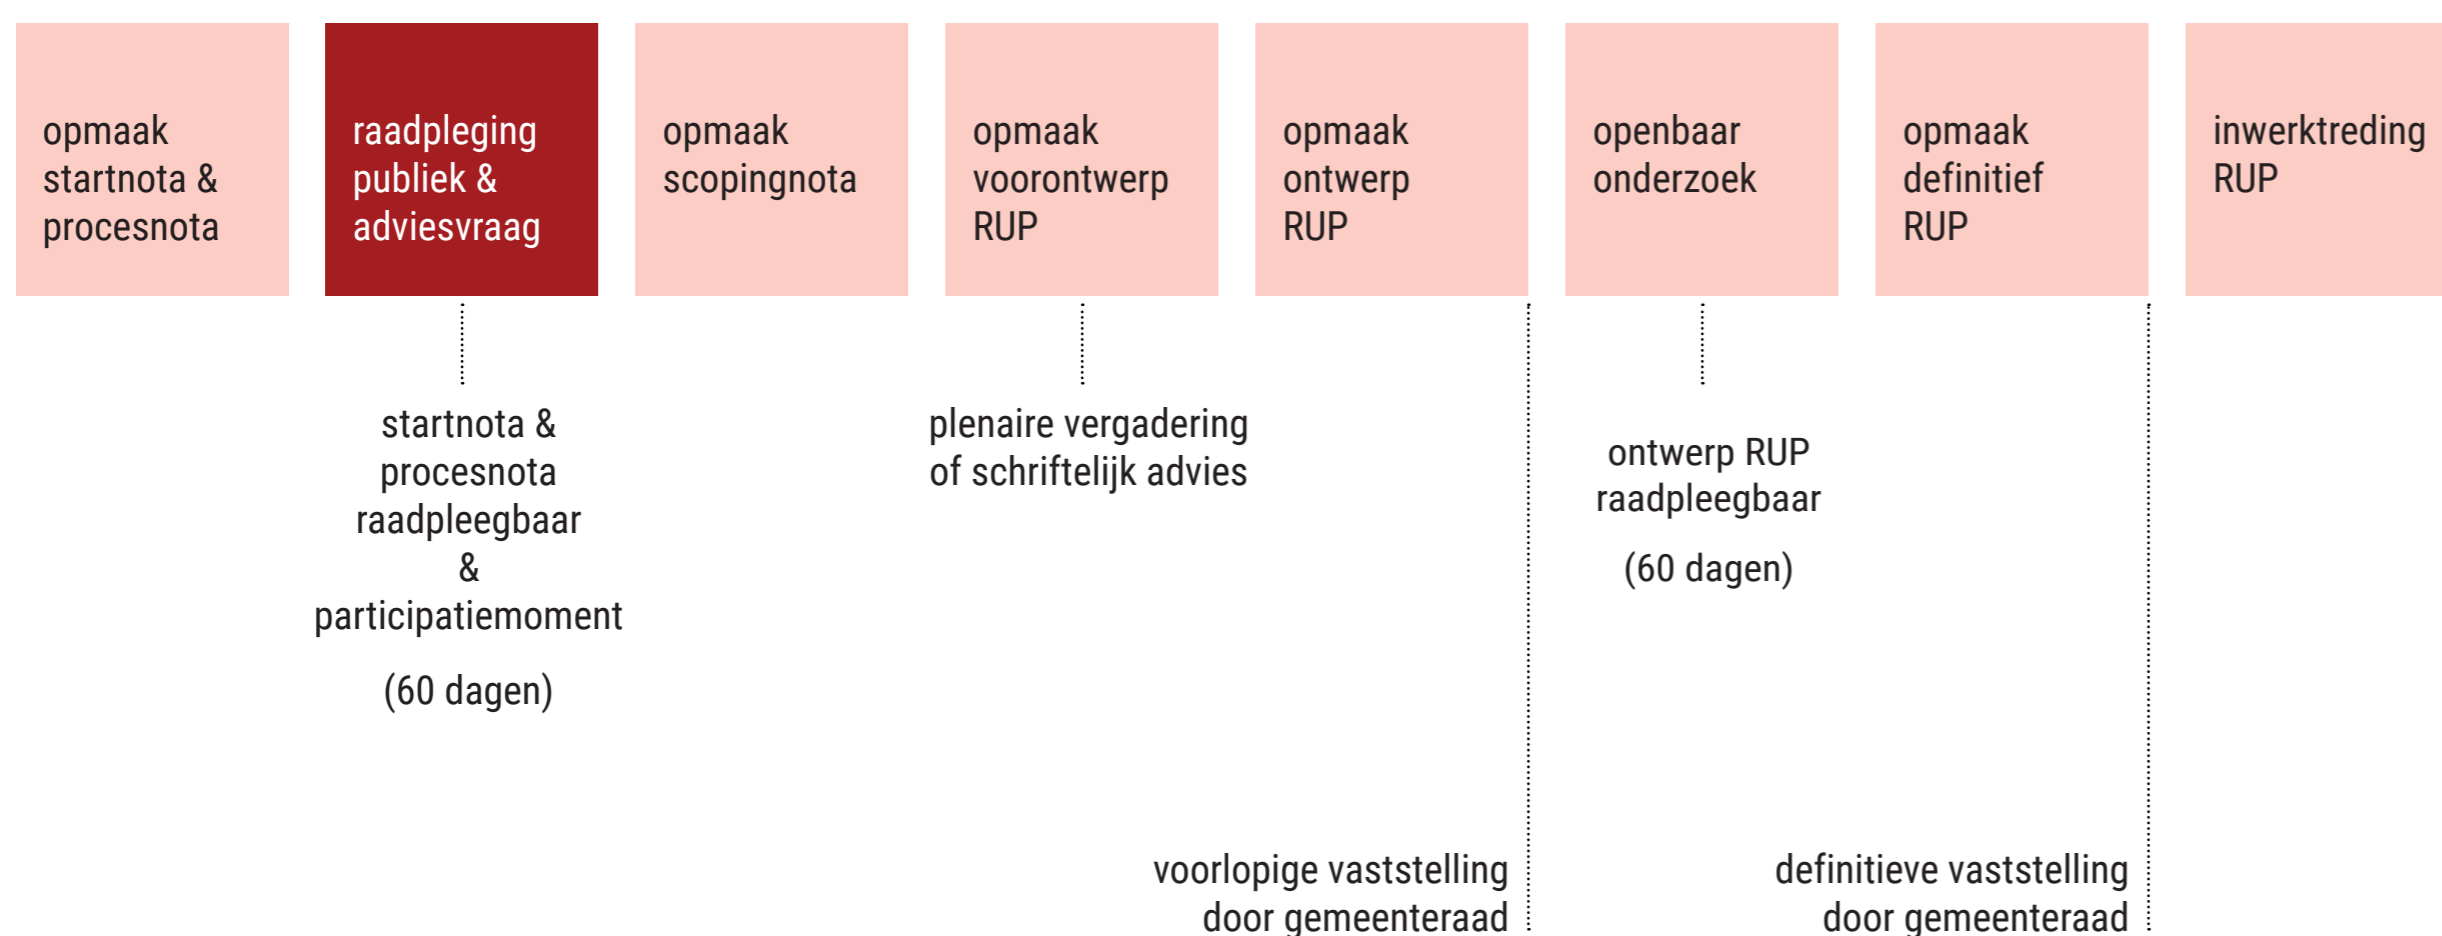 opmaak
startnota &
procesnota
raadpleging
publiek &
adviesvraag
opmaak
scopingnota
opmaak
voorontwerp
RUP
opmaak
ontwerp
RUP
openbaar
onderzoek
opmaak
definitief
RUP
inwerktreding
RUP
startnota &
procesnota
raadpleegbaar
&
participatiemoment
(60 dagen)
plenaire vergadering
of schriftelijk advies
ontwerp RUP
raadpleegbaar
(60 dagen)
voorlopige vaststelling
door gemeenteraad
definitieve vaststelling
door gemeenteraad